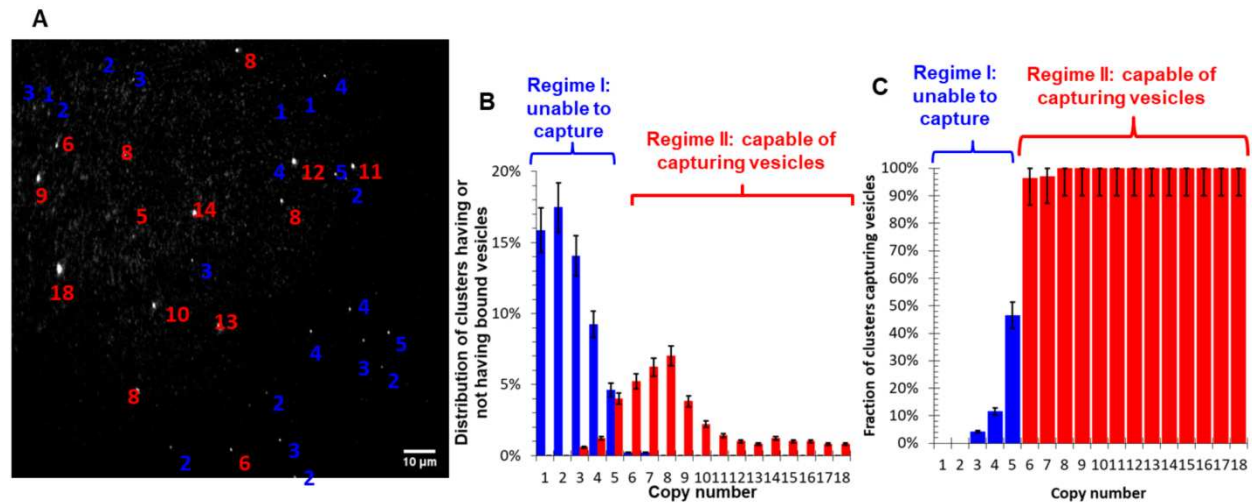 A
8
2
3
4
3
1
2
1
1
6
8
4
12
5
11
9
2
5
14
8
3
18
10
13
4
4
5
3
2
8
2
3
2
6
2
10 µm
B
Regime I:
unable to
capture
Regime II: capable of
capturing vesicles
Distribution of clusters having or
not having bound vesicles
20%
15%
10%
5%
0%
1 2 3 4 5 6 7 8 9 10 11 12 13 14 15 16 17 18
Copy number
C
Regime I:
unable to
capture
Regime II: capable of
capturing vesicles
Fraction of clusters capturing vesicles
100%
90%
80%
70%
60%
50%
40%
30%
20%
10%
0%
1 2 3 4 5 6 7 8 9 10 11 12 13 14 15 16 17 18
Copy number